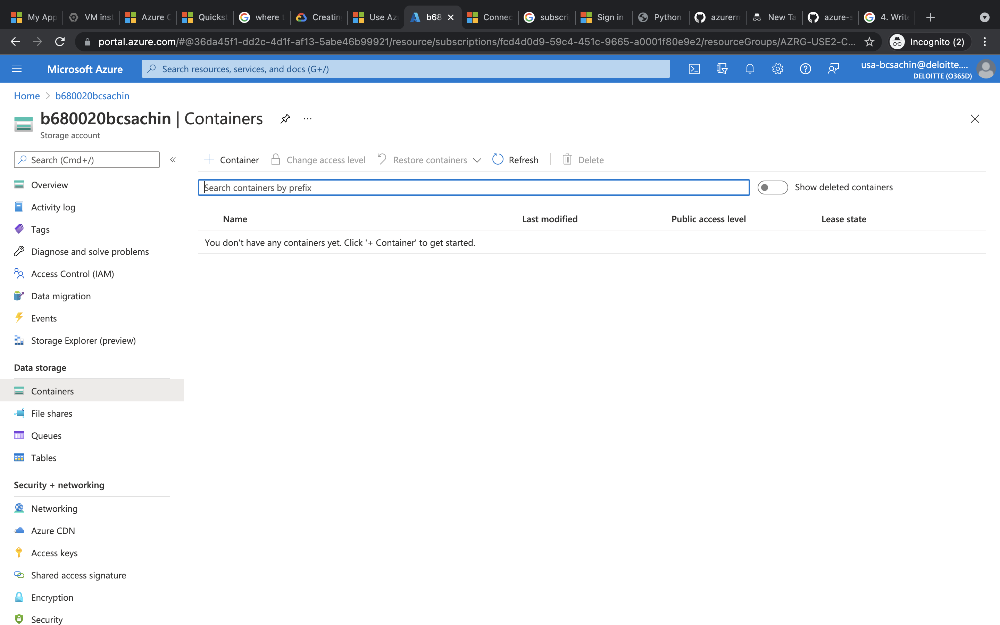 My App
VM inst
Azure C
Quickst
where t
Creatin
Use Azu
b68
Connec
subscri
Sign in
Python
azurerm
New Ta
azure-s
4. Write
portal.azure.com/#@36da45f1-dd2c-4d1f-af13-5abe46b99921/resource/subscriptions/fcd4d0d9-59c4-451c-9665-a0001f80e9e2/resourceGroups/AZRG-USE2-C...
Incognito (2)
Microsoft Azure
Search resources, services, and docs (G+/)
usa-bcsachin@deloitte....
DELOITTE (O365D)
Home > b680020bcsachin
b680020bcsachin | Containers
Storage account
Search (Cmd+/)
Container
Change access level
Restore containers
Refresh
Delete
Search containers by prefix
Show deleted containers
Name
Last modified
Public access level
Lease state
You don't have any containers yet. Click '+ Container' to get started.
Overview
Activity log
Tags
Diagnose and solve problems
Access Control (IAM)
Data migration
Events
Storage Explorer (preview)
Data storage
Containers
File shares
Queues
Tables
Security + networking
Networking
Azure CDN
Access keys
Shared access signature
Encryption
Security